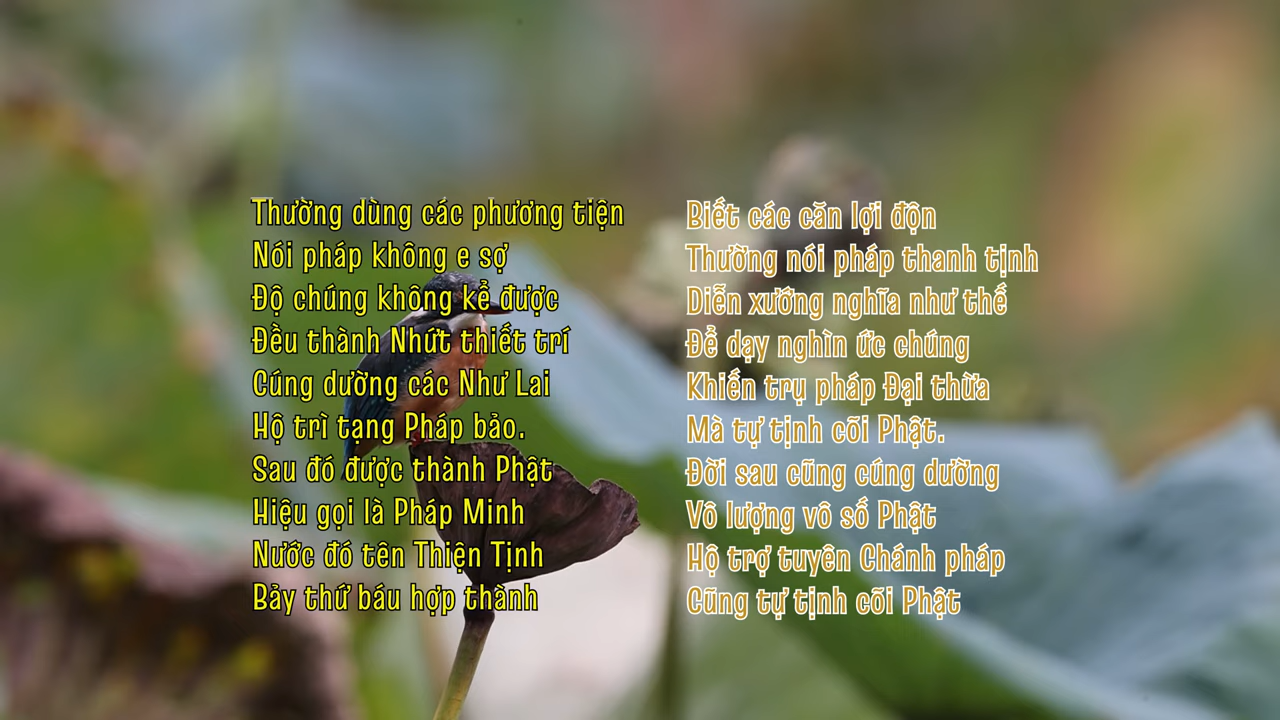 Thường dùng các phương tiện
Nói pháp không e sợ
Độ chúng không kể được
Đều thành Nhứt thiết trí
Cúng dường các Như Lai
Hộ trì tạng Pháp bảo.
Sau đó được thành Phật
Hiệu gọi là Pháp Minh
Nước đó tên Thiện Tịnh
Bảy thứ báu hợp thành
Biết các căn lợi độn
Thường nói pháp thanh tịnh
Diễn xướng nghĩa như thế
Để dạy nghìn ức chúng
Khiến trụ pháp Đại thừa
Mà tự tịnh cõi Phật.
Đời sau cũng cúng dường
Vô lượng vô số Phật
Hộ trợ tuyên Chánh pháp
Cũng tự tịnh cõi Phật